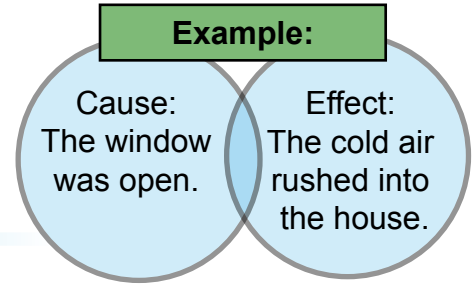 Example:
Cause:
The window
was open.
Effect:
The cold air
rushed into
the house.